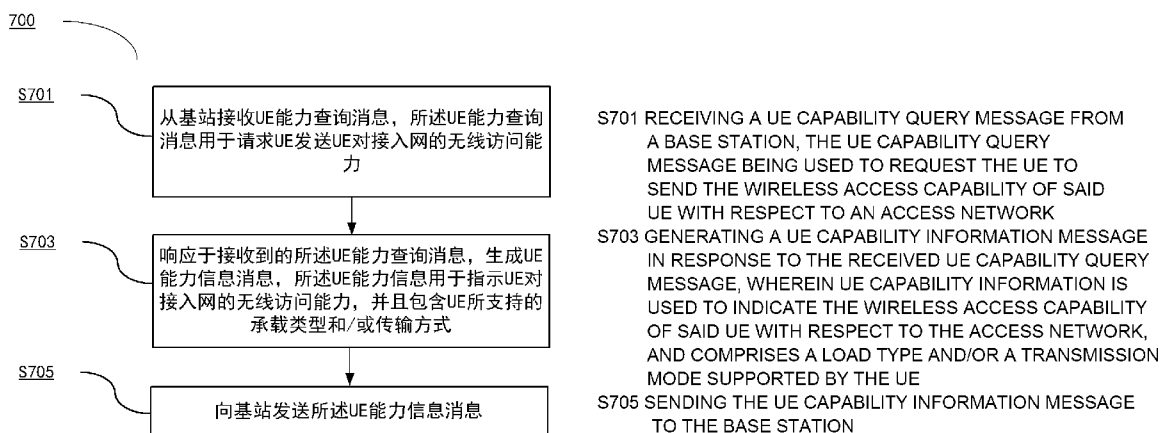 700
S701
从基站接收UE能力查询消息，所述UE能力查询
消息用于请求UE发送UE对接入网的无线访问能
力
S703
响应于接收到的所述UE能力查询消息，生成UE
能力信息消息，所述UE能力信息用于指示UE对
接入网的无线访问能力，并且包含UE所支持的
承载类型和/或传输方式
S705
向基站发送所述UE能力信息消息
S701 RECEIVING A UE CAPABILITY QUERY MESSAGE FROM
A BASE STATION, THE UE CAPABILITY QUERY
MESSAGE BEING USED TO REQUEST THE UE TO
SEND THE WIRELESS ACCESS CAPABILITY OF SAID
UE WITH RESPECT TO AN ACCESS NETWORK
S703 GENERATING A UE CAPABILITY INFORMATION MESSAGE
IN RESPONSE TO THE RECEIVED UE CAPABILITY QUERY
MESSAGE, WHEREIN UE CAPABILITY INFORMATION IS
USED TO INDICATE THE WIRELESS ACCESS CAPABILITY
OF SAID UE WITH RESPECT TO THE ACCESS NETWORK,
AND COMPRISES A LOAD TYPE AND/OR A TRANSMISSION
MODE SUPPORTED BY THE UE
S705 SENDING THE UE CAPABILITY INFORMATION MESSAGE
TO THE BASE STATION